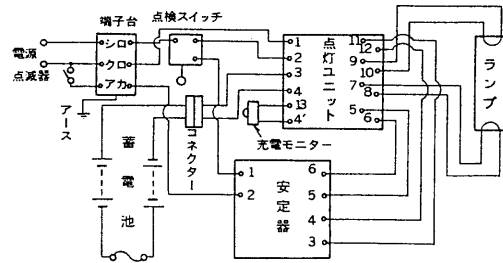 端子台
点検スイッチ
電源
点滅器
シロ
クロ
アカ
アース
蓄電池
コネクター
充電モニター
1
2
3
4
13
4'
点灯ユニット
11
12
9
10
7
8
5
6
ランプ
1
2
安定器
6
5
4
3